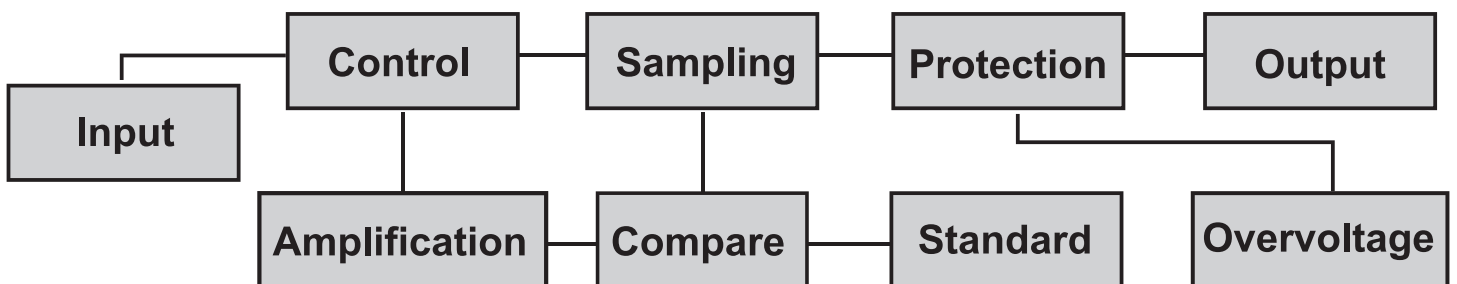 Control
Sampling
Protection
Output
Input
Amplification
Compare
Standard
Overvoltage